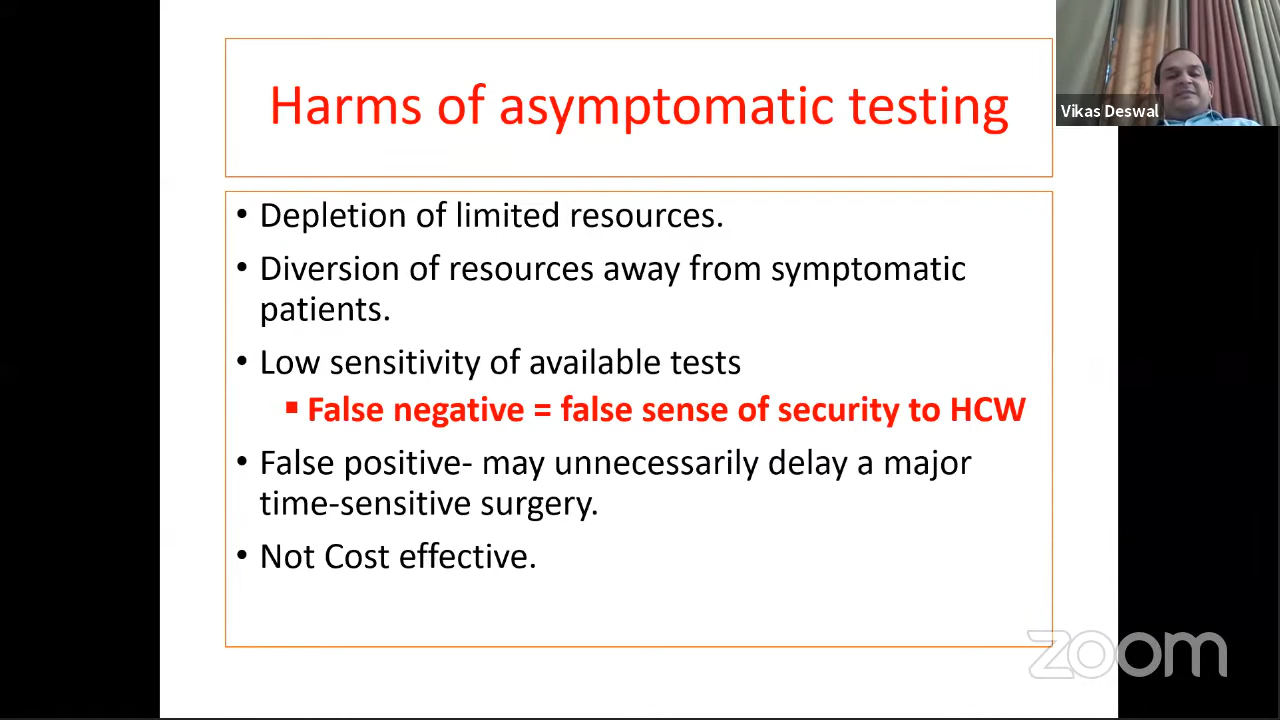 Harms of asymptomatic testing
Vikas Deswal
• Depletion of limited resources.
• Diversion of resources away from symptomatic
patients.
• Low sensitivity of available tests
▪ False negative = false sense of security to HCW
• False positive- may unnecessarily delay a major
time-sensitive surgery.
• Not Cost effective.
zoom